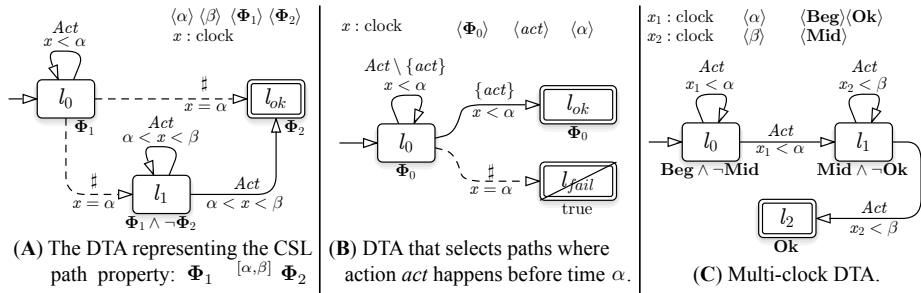 ⟨α⟩ ⟨β⟩ ⟨Φ₁⟩ ⟨Φ₂⟩
x : clock
Act
x < α
l₀
Φ₁
♯
x = α
l_ok
Φ₂
Act
α < x < β
♯
x = α
l₁
Φ₁ ∧ ¬Φ₂
Act
α < x < β
(A) The DTA representing the CSL
path property: Φ₁ [α,β] Φ₂
x : clock ⟨Φ₀⟩ ⟨act⟩ ⟨α⟩
Act \ {act}
x < α
l₀
Φ₀
{act}
x < α
l_ok
Φ₀
♯
x = α
l_fail
true
(B) DTA that selects paths where
action act happens before time α.
x₁ : clock ⟨α⟩ ⟨Beg⟩⟨Ok⟩
x₂ : clock ⟨β⟩ ⟨Mid⟩
Act
x₁ < α
l₀
Beg ∧ ¬Mid
Act
x₁ < α
Act
x₂ < β
l₁
Mid ∧ ¬Ok
Act
x₂ < β
l₂
Ok
(C) Multi-clock DTA.